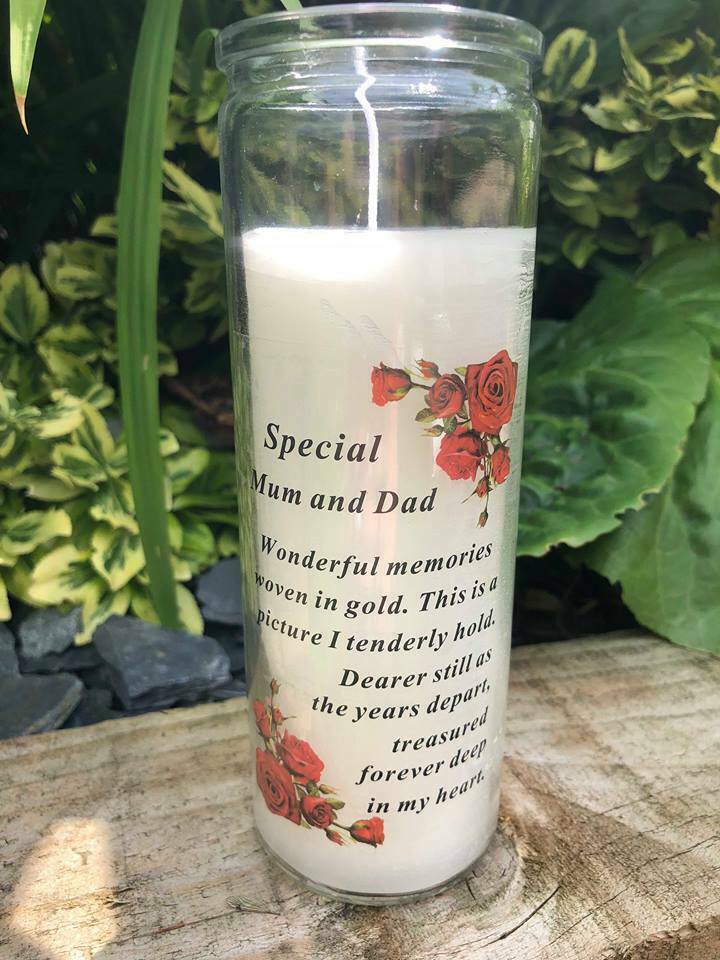 Special
Mum and Dad
Wonderful memories
woven in gold. This is a
picture I tenderly hold.
Dearer still as
the years depart,
treasured
forever deep
in my heart.